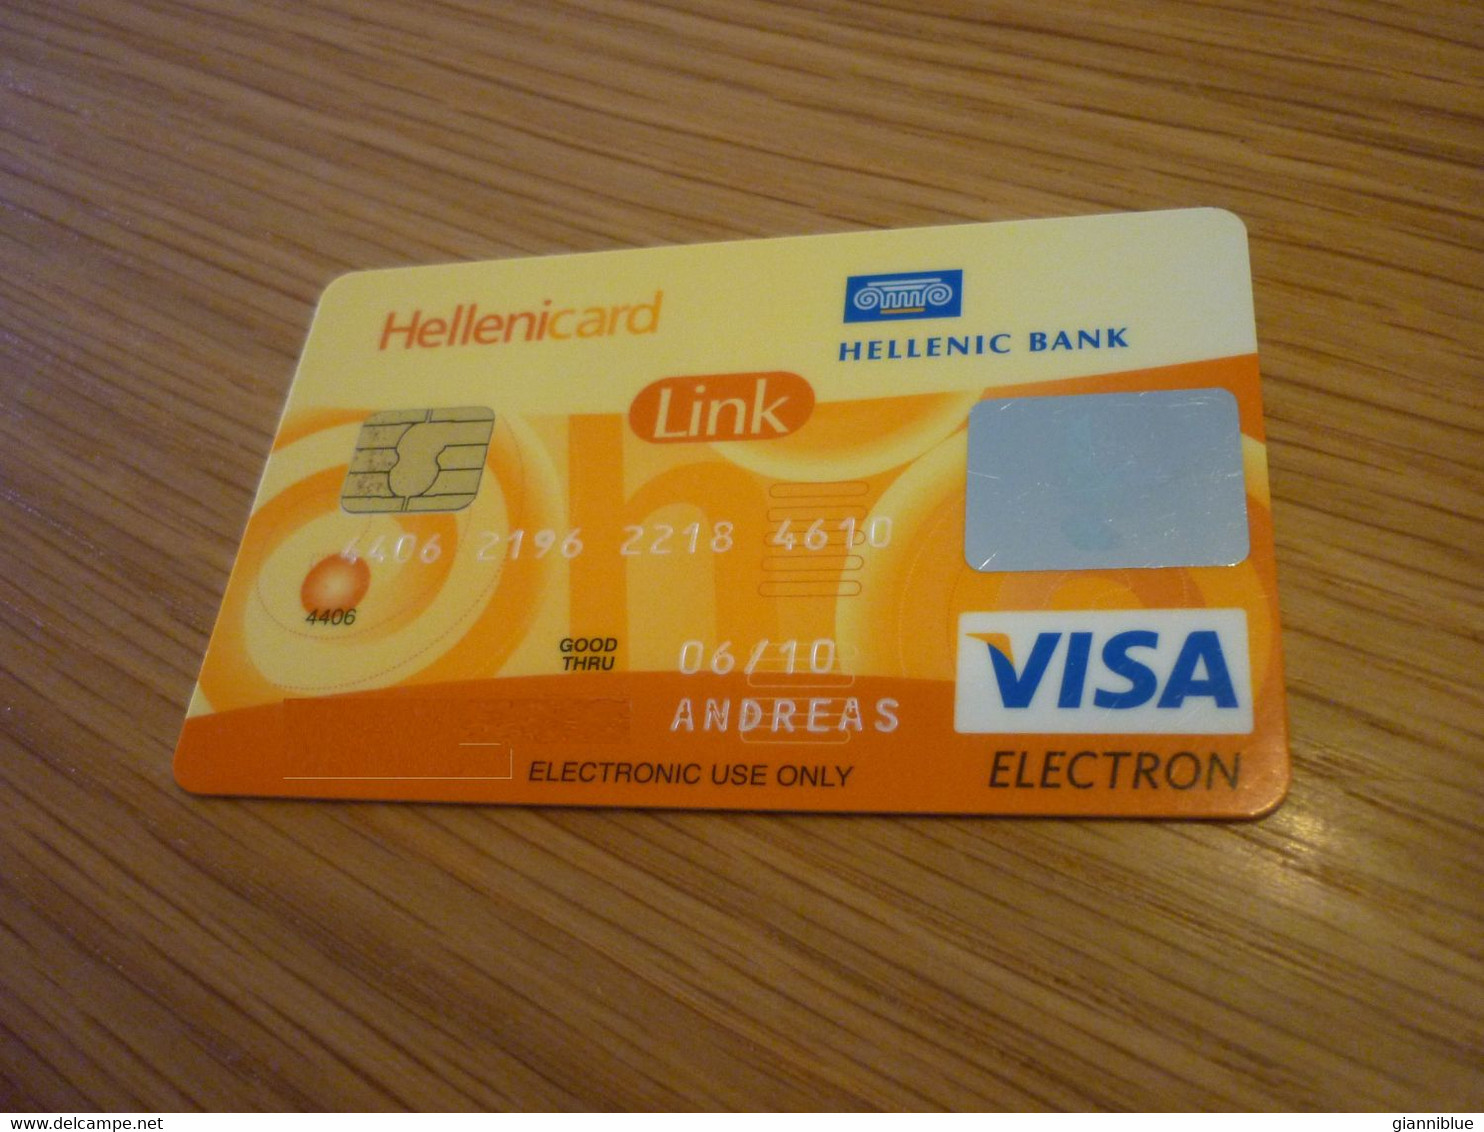 Hellenicard
HELLENIC BANK
Link
4406 2196 2218 4610
4406
GOOD THRU 06/10
ANDREAS
VISA
ELECTRONIC USE ONLY
ELECTRON
www.delcampe.net
gianniblue